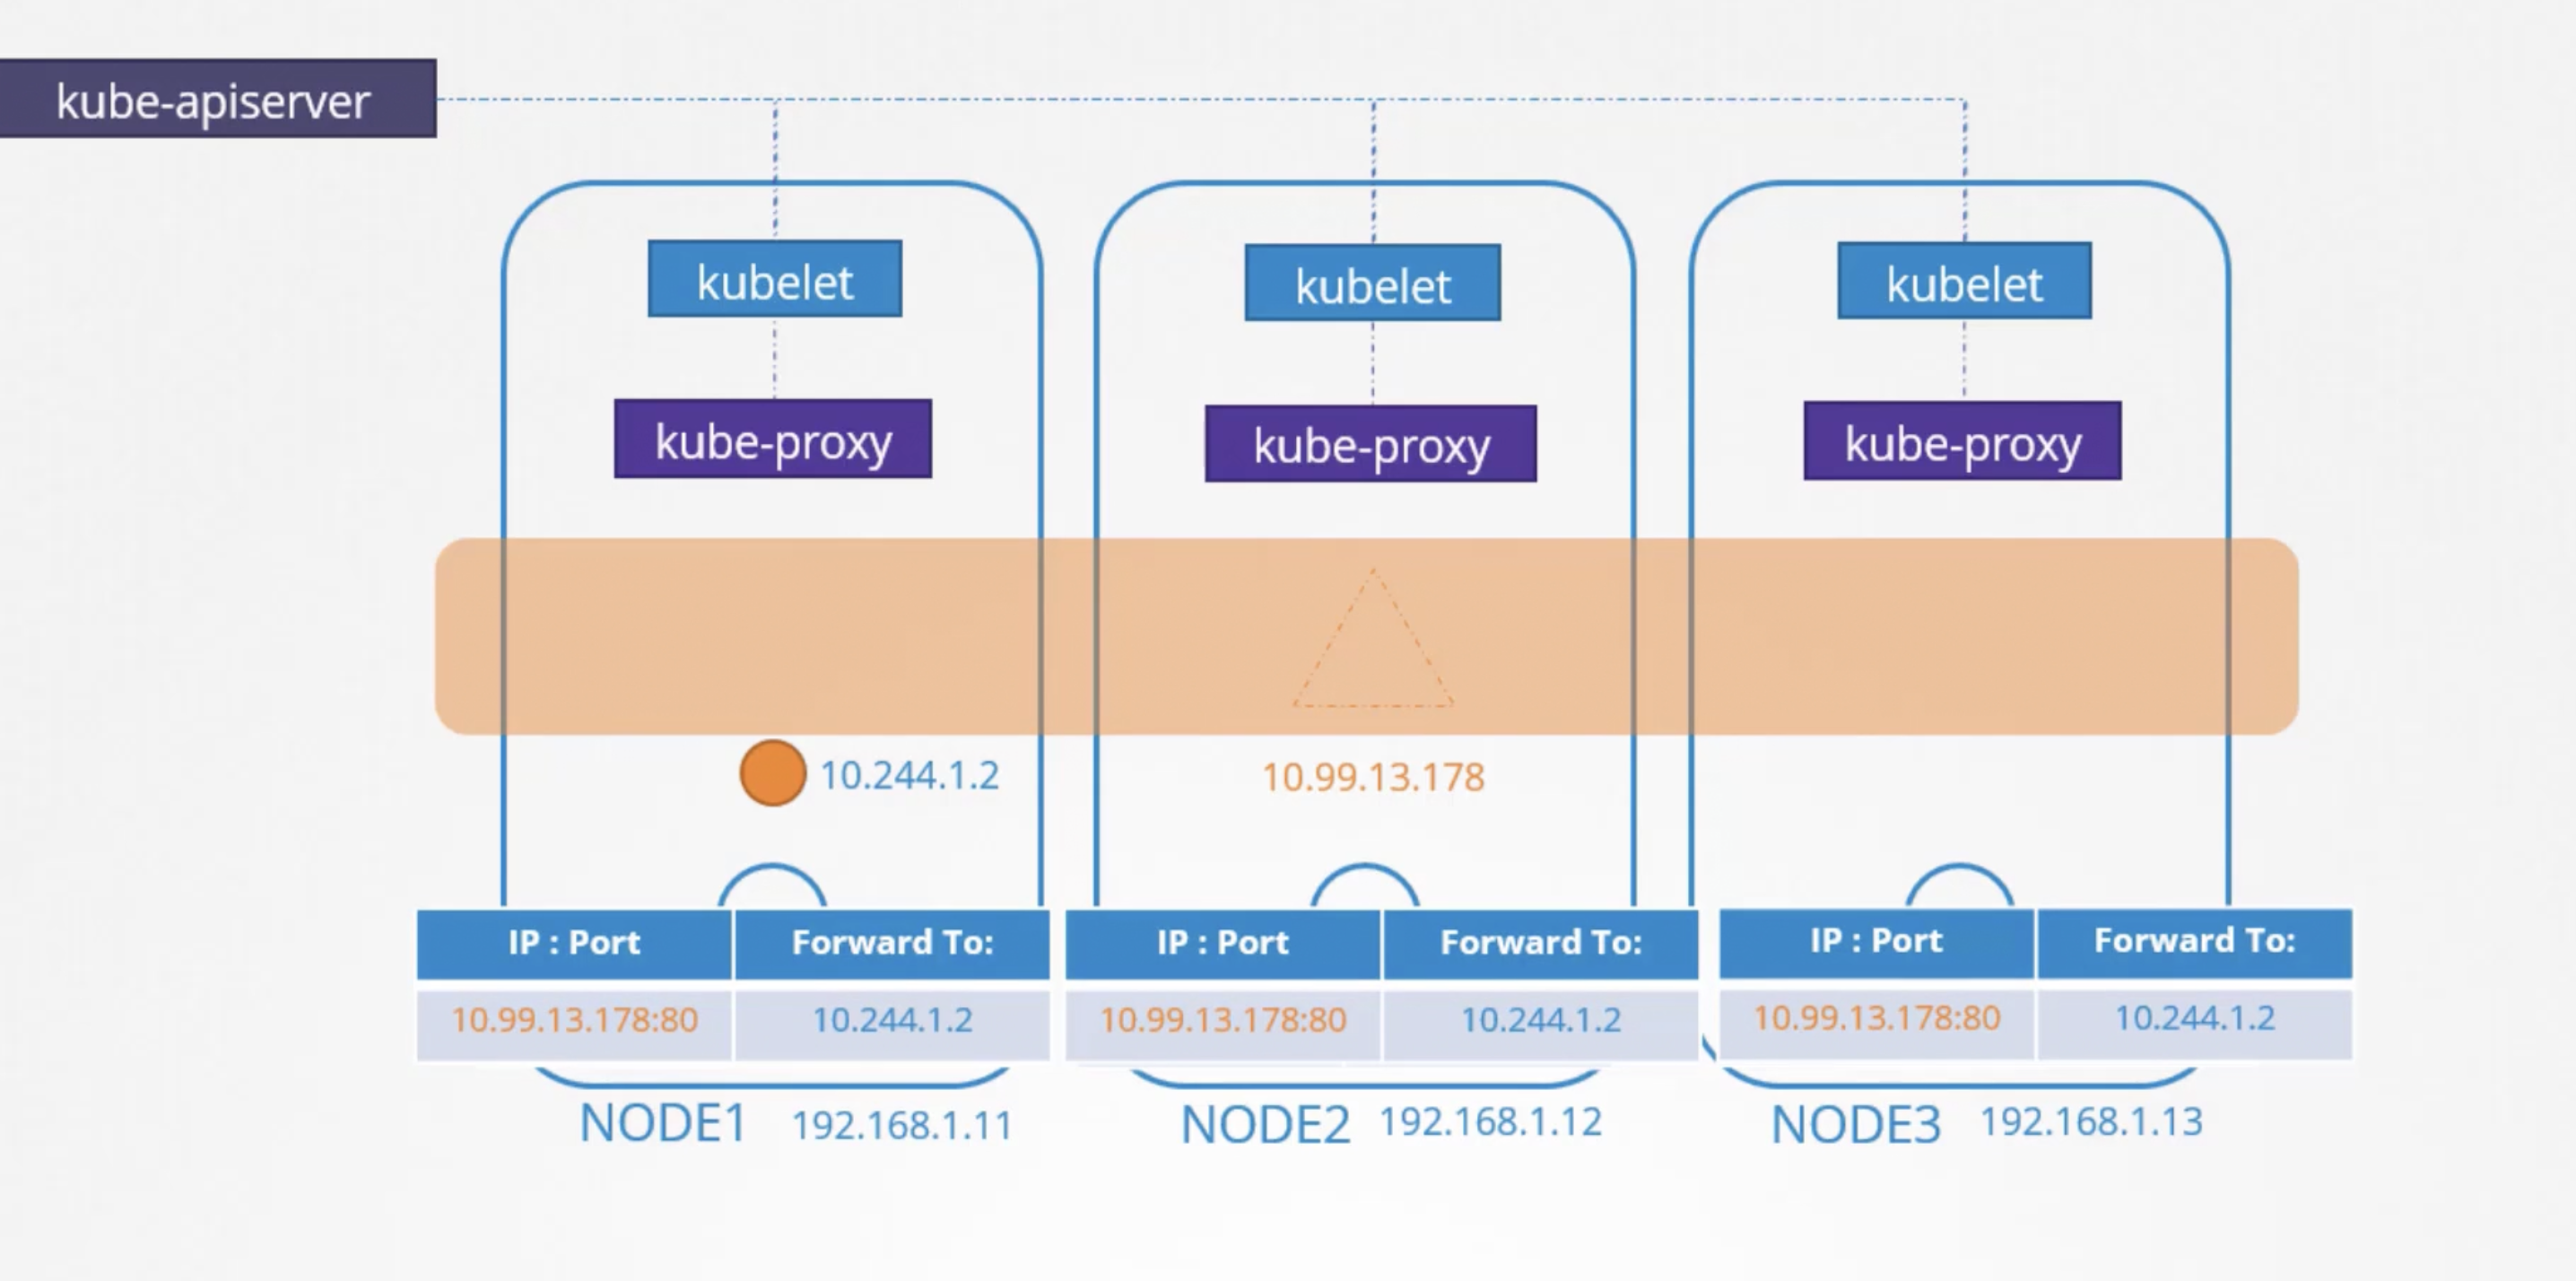 kube-apiserver
kubelet
kubelet
kubelet
kube-proxy
kube-proxy
kube-proxy
10.244.1.2
10.99.13.178
IP : Port
Forward To:
10.99.13.178:80
10.244.1.2
IP : Port
Forward To:
10.99.13.178:80
10.244.1.2
IP : Port
Forward To:
10.99.13.178:80
10.244.1.2
NODE1 192.168.1.11
NODE2 192.168.1.12
NODE3 192.168.1.13